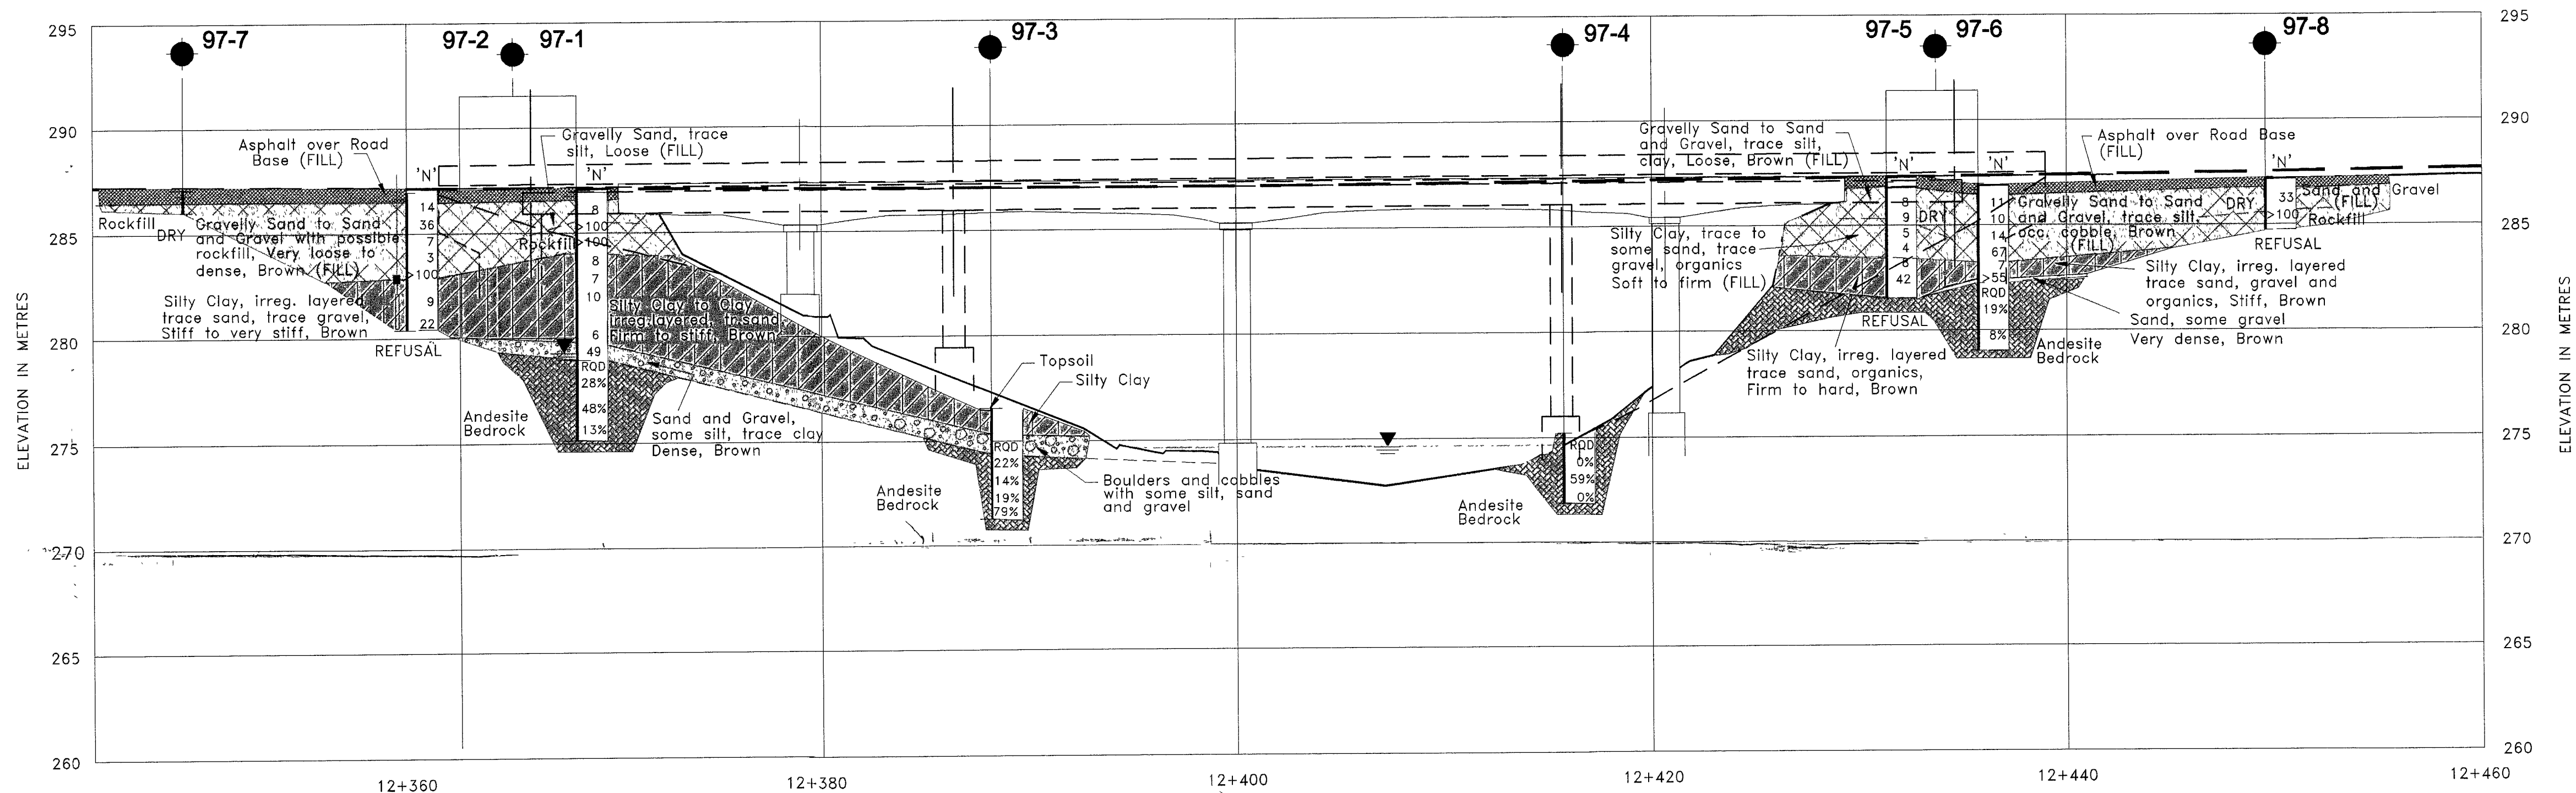 295
97-7
97-2
97-1
97-3
97-4
97-5
97-6
97-8
295
290
290
285
285
280
280
275
275
270
270
265
265
260
260
ELEVATION IN METRES
ELEVATION IN METRES
Asphalt over Road
Base (FILL)
Gravelly Sand, trace
silt, Loose (FILL)
'N'
'N'
Rockfill
DRY
Gravelly Sand to Sand
and Gravel with possible
rockfill, Very loose to
dense, Brown (FILL)
Silty Clay, irreg. layered
trace sand, trace gravel,
Stiff to very stiff, Brown
REFUSAL
14
36
7
3
>100
9
22
8
>100
>100
8
7
10
6
49
RQD
28%
48%
13%
Rockfill
Silty Clay to Clay
irreg.layered, tr.sand
Firm to stiff, Brown
Andesite
Bedrock
Sand and Gravel,
some silt, trace clay
Dense, Brown
Topsoil
Silty Clay
RQD
22%
14%
19%
79%
Boulders and cobbles
with some silt, sand
and gravel
Andesite
Bedrock
RQD
0%
59%
0%
Andesite
Bedrock
Gravelly Sand to Sand
and Gravel, trace silt,
clay, Loose, Brown (FILL)
Silty Clay, trace to
some sand, trace
gravel, organics
Soft to firm (FILL)
'N'
8
9
5
4
8
42
DRY
REFUSAL
Silty Clay, irreg. layered
trace sand, organics,
Firm to hard, Brown
'N'
11
10
14
67
7
>55
RQD
19%
8%
Andesite
Bedrock
Asphalt over Road Base
(FILL)
Gravelly Sand to Sand
and Gravel, trace silt,
occ. cobble, Brown
(FILL)
DRY
'N'
33
>100
Sand and Gravel
(FILL)
Rockfill
REFUSAL
Silty Clay, irreg. layered
trace sand, gravel and
organics, Stiff, Brown
Sand, some gravel
Very dense, Brown
12+360
12+380
12+400
12+420
12+440
12+460